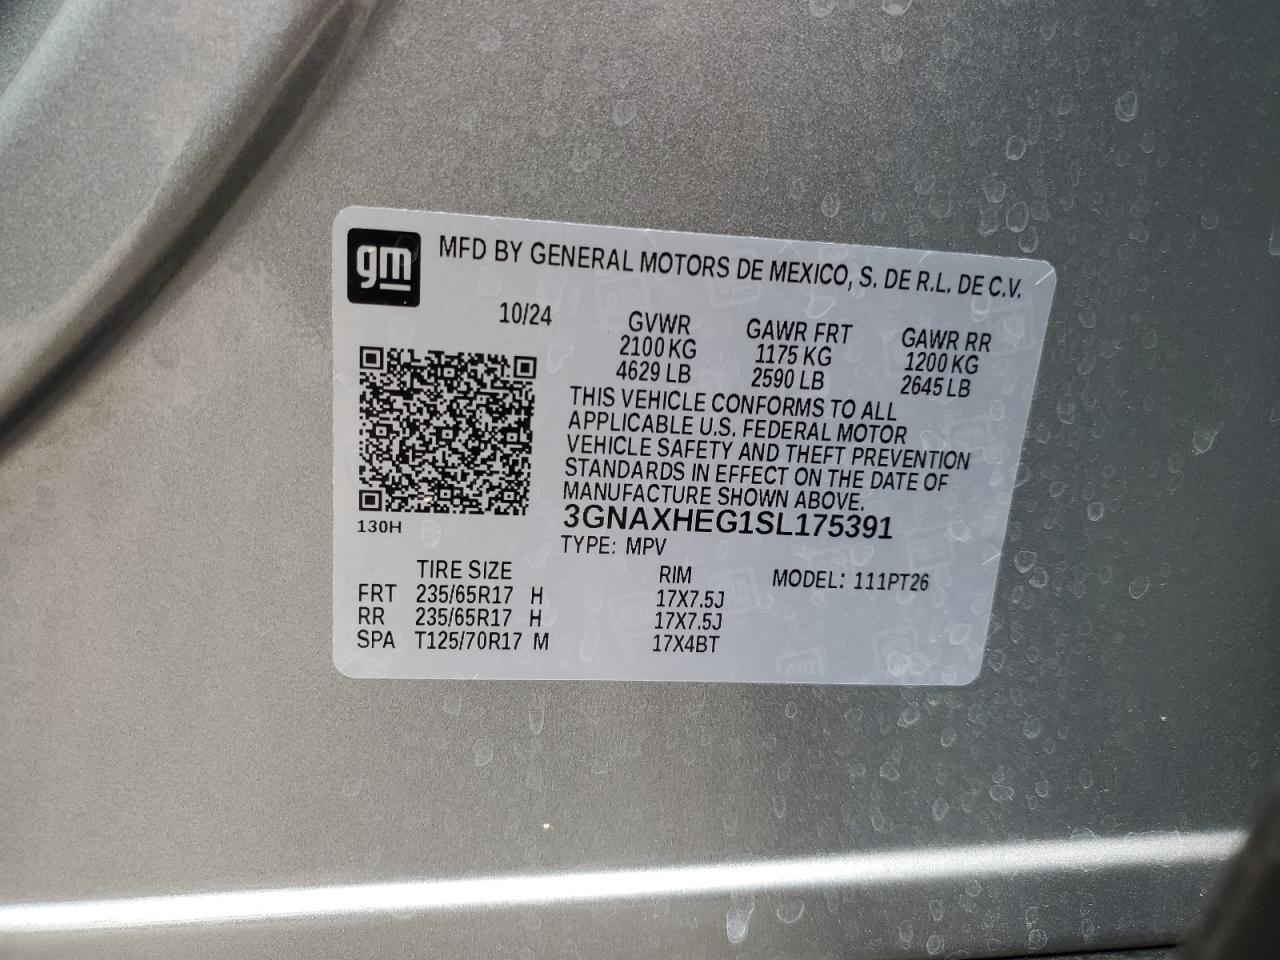 gm
MFD BY GENERAL MOTORS DE MEXICO, S. DE R.L. DE C.V.
10/24
GVWR GAWR FRT GAWR RR
2100 KG 1175 KG 1200 KG
4629 LB 2590 LB 2645 LB
THIS VEHICLE CONFORMS TO ALL
APPLICABLE U.S. FEDERAL MOTOR
VEHICLE SAFETY AND THEFT PREVENTION
STANDARDS IN EFFECT ON THE DATE OF
MANUFACTURE SHOWN ABOVE.
3GNAXHEG1SL175391
130H
TYPE: MPV
TIRE SIZE RIM MODEL: 111PT26
FRT 235/65R17 H 17X7.5J
RR 235/65R17 H 17X7.5J
SPA T125/70R17 M 17X4BT